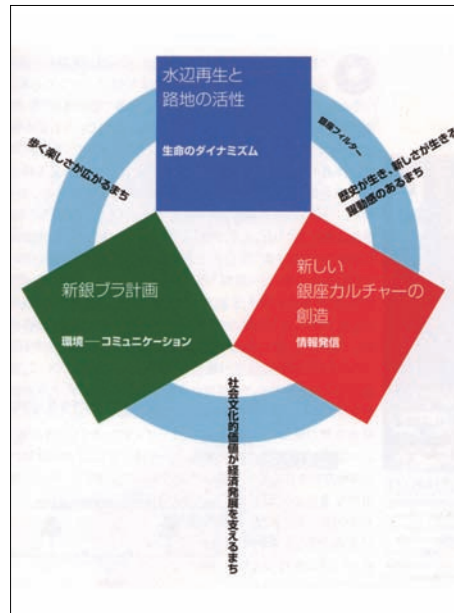 水辺再生と
路地の活性
生命のダイナミズム
銀座フィルター
歩く楽しさが広がるまち
歴史が生き、新しさが生きる
躍動感のあるまち
新銀ブラ計画
環境──コミュニケーション
新しい
銀座カルチャーの
創造
情報発信
社会文化的価値が経済発展を支えるまち